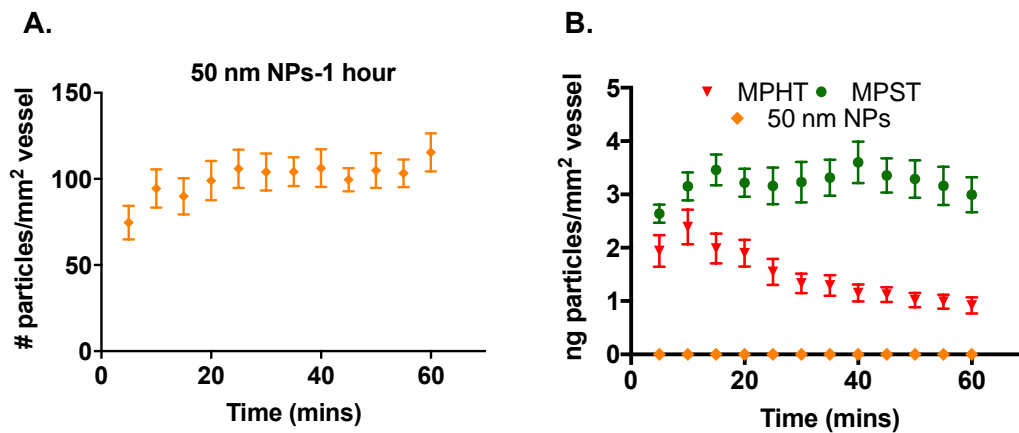 A.
50 nm NPs-1 hour
# particles/mm² vessel
150
100
50
0
0 20 40 60
Time (mins)
B.
MPHT MPST
50 nm NPs
ng particles/mm² vessel
5
4
3
2
1
0
0 20 40 60
Time (mins)